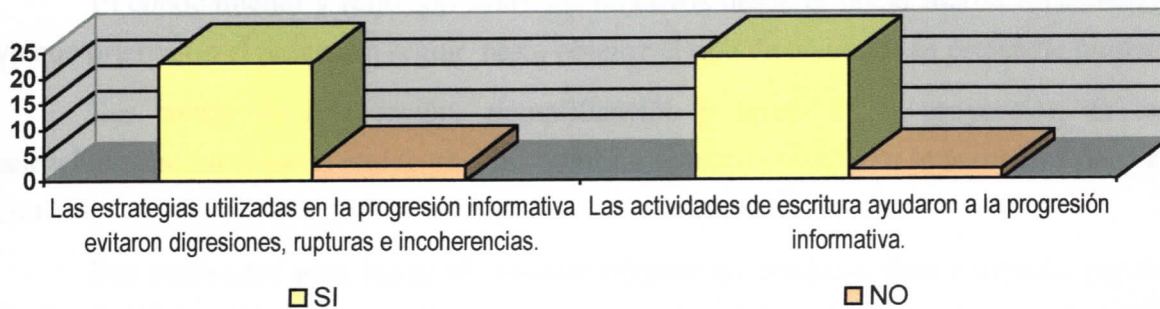 25
20
15
10
5
0
Las estrategias utilizadas en la progresión informativa
evitaron digresiones, rupturas e incoherencias.
Las actividades de escritura ayudaron a la progresión
informativa.
SI
NO